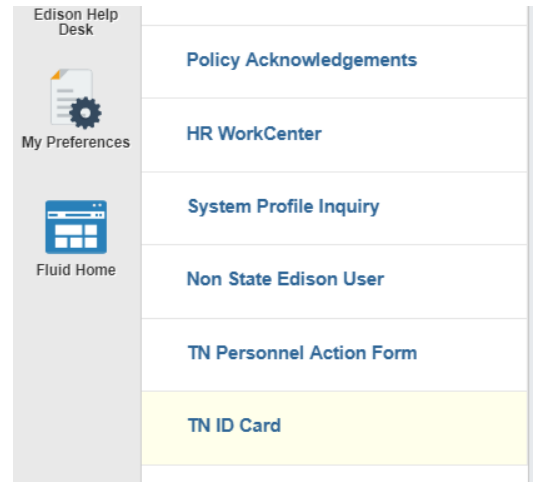 Edison Help
Desk
My Preferences
Fluid Home
Policy Acknowledgements
HR WorkCenter
System Profile Inquiry
Non State Edison User
TN Personnel Action Form
TN ID Card